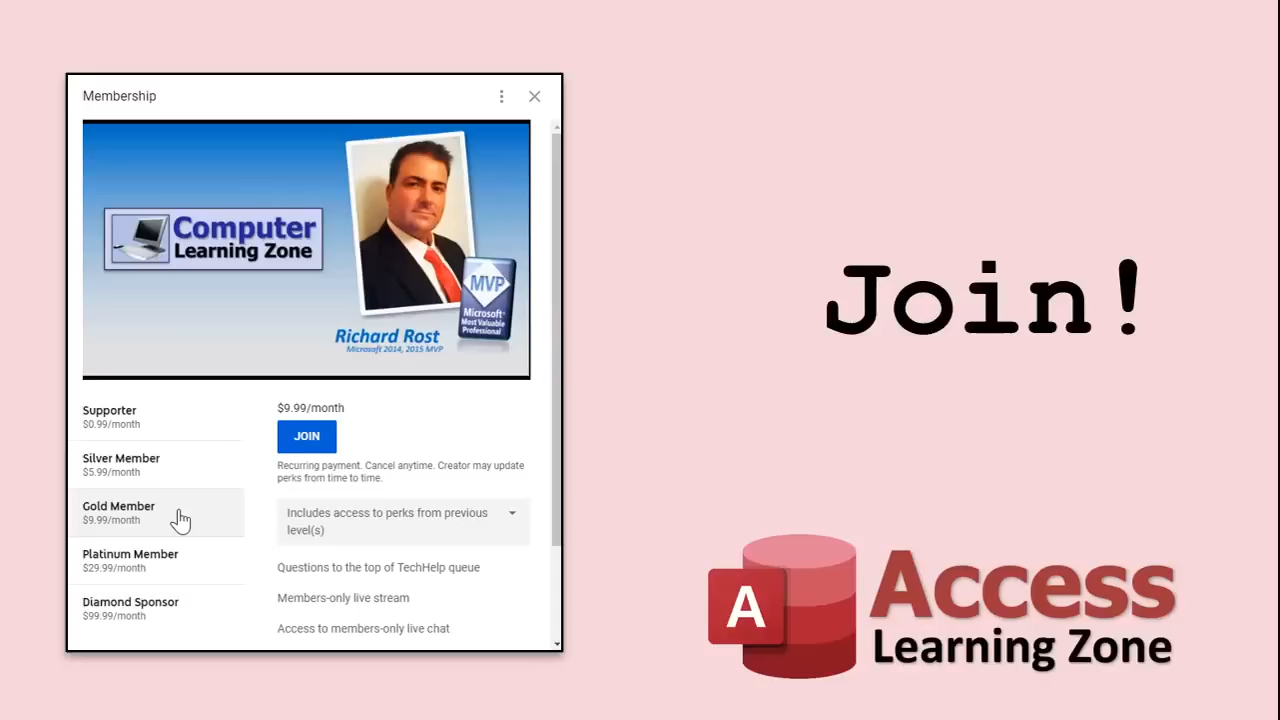 Membership
Computer
Learning Zone
MVP
Microsoft
Most Valuable
Professional
Richard Rost
Microsoft 2014, 2015 MVP
Supporter
$0.99/month
Silver Member
$5.99/month
Gold Member
$9.99/month
Platinum Member
$29.99/month
Diamond Sponsor
$99.99/month
$9.99/month
JOIN
Recurring payment. Cancel anytime. Creator may update
perks from time to time.
Includes access to perks from previous
level(s)
Questions to the top of TechHelp queue
Members-only live stream
Access to members-only live chat
Join!
A
Access
Learning Zone